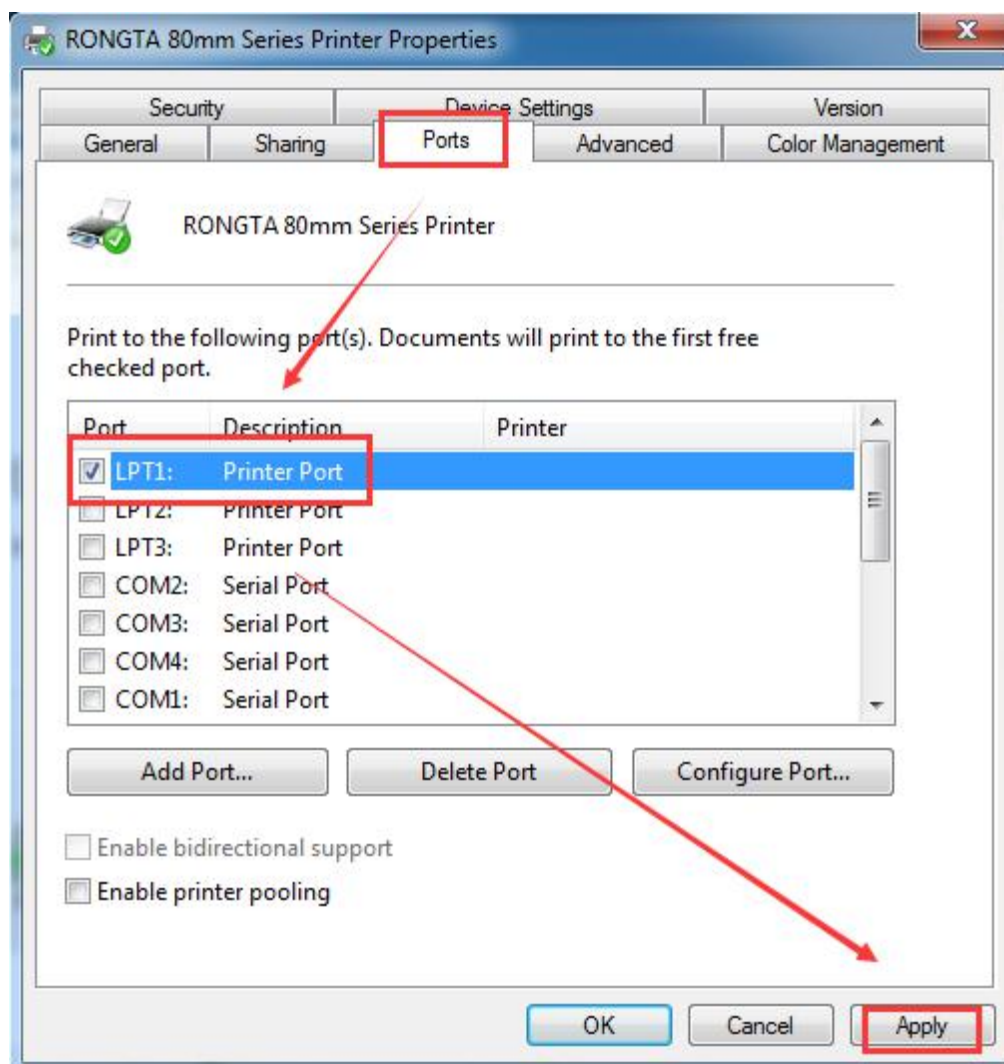 RONGTA 80mm Series Printer Properties
Security Device Settings Version
General Sharing Ports Advanced Color Management
RONGTA 80mm Series Printer
Print to the following port(s). Documents will print to the first free
checked port.
Port Description Printer
LPT1: Printer Port
LPT2: Printer Port
LPT3: Printer Port
COM2: Serial Port
COM3: Serial Port
COM4: Serial Port
COM1: Serial Port
Add Port... Delete Port Configure Port...
Enable bidirectional support
Enable printer pooling
OK Cancel Apply